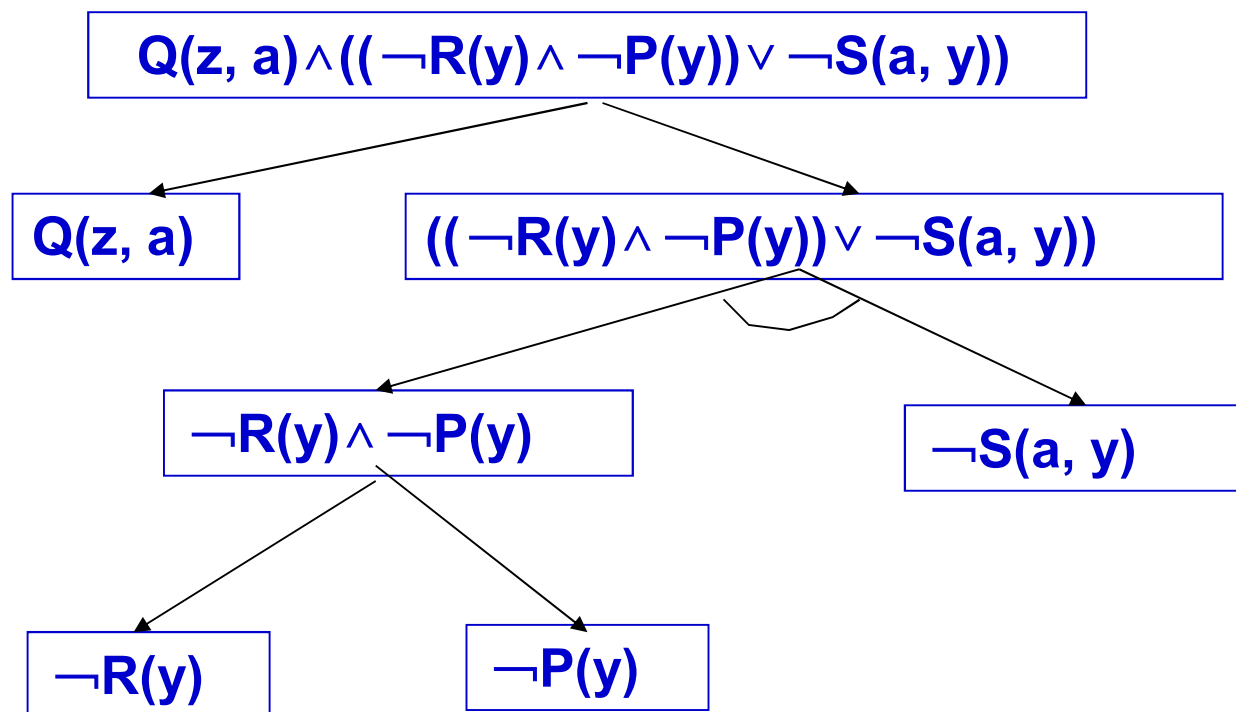 Q(z, a)∧((¬R(y)∧ ¬P(y))∨ ¬S(a, y))
Q(z, a)
((¬R(y)∧ ¬P(y))∨ ¬S(a, y))
¬R(y)∧ ¬P(y)
¬S(a, y)
¬R(y)
¬P(y)